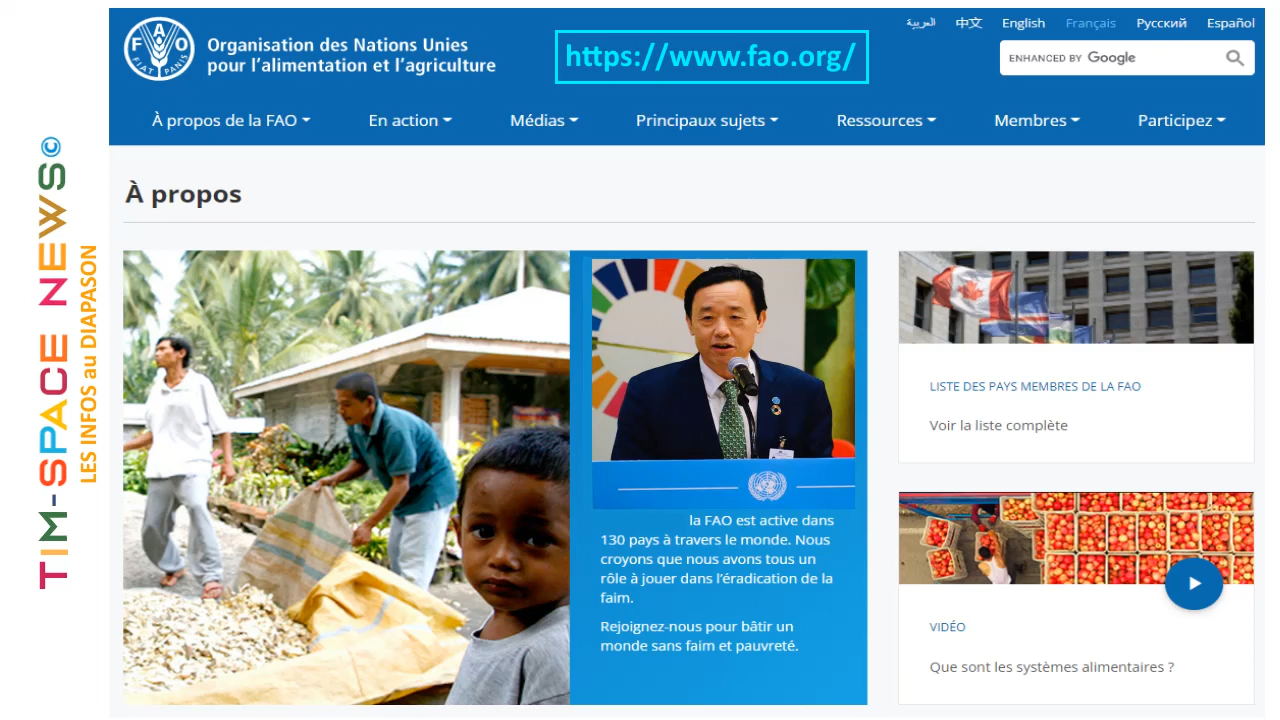 العربية 中文 English Français Русский Español
FAO
FIAT PANIS
Organisation des Nations Unies
pour l'alimentation et l'agriculture
https://www.fao.org/
ENHANCED BY Google
À propos de la FAO En action Médias Principaux sujets Ressources Membres Participez
TIM-SPACE NEWS©
LES INFOS au DIAPASON
À propos
la FAO est active dans
130 pays à travers le monde. Nous
croyons que nous avons tous un
rôle à jouer dans l'éradication de la
faim.
Rejoignez-nous pour bâtir un
monde sans faim et pauvreté.
LISTE DES PAYS MEMBRES DE LA FAO
Voir la liste complète
VIDÉO
Que sont les systèmes alimentaires ?